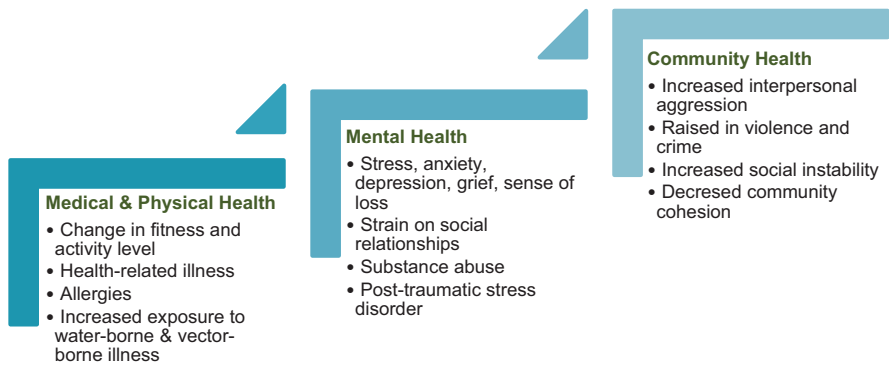 Medical & Physical Health
• Change in fitness and
activity level
• Health-related illness
• Allergies
• Increased exposure to
water-borne & vector-
borne illness
Mental Health
• Stress, anxiety,
depression, grief, sense of
loss
• Strain on social
relationships
• Substance abuse
• Post-traumatic stress
disorder
Community Health
• Increased interpersonal
aggression
• Raised in violence and
crime
• Increased social instability
• Decresed community
cohesion